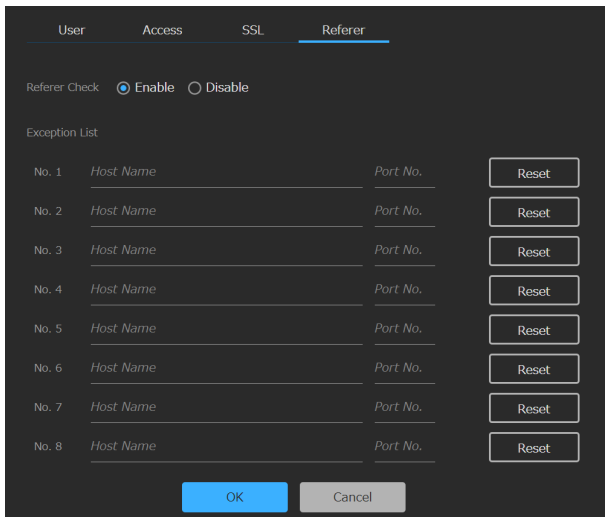 User Access SSL Referer
Referer Check Enable Disable
Exception List
No. 1 Host Name Port No. Reset
No. 2 Host Name Port No. Reset
No. 3 Host Name Port No. Reset
No. 4 Host Name Port No. Reset
No. 5 Host Name Port No. Reset
No. 6 Host Name Port No. Reset
No. 7 Host Name Port No. Reset
No. 8 Host Name Port No. Reset
OK Cancel